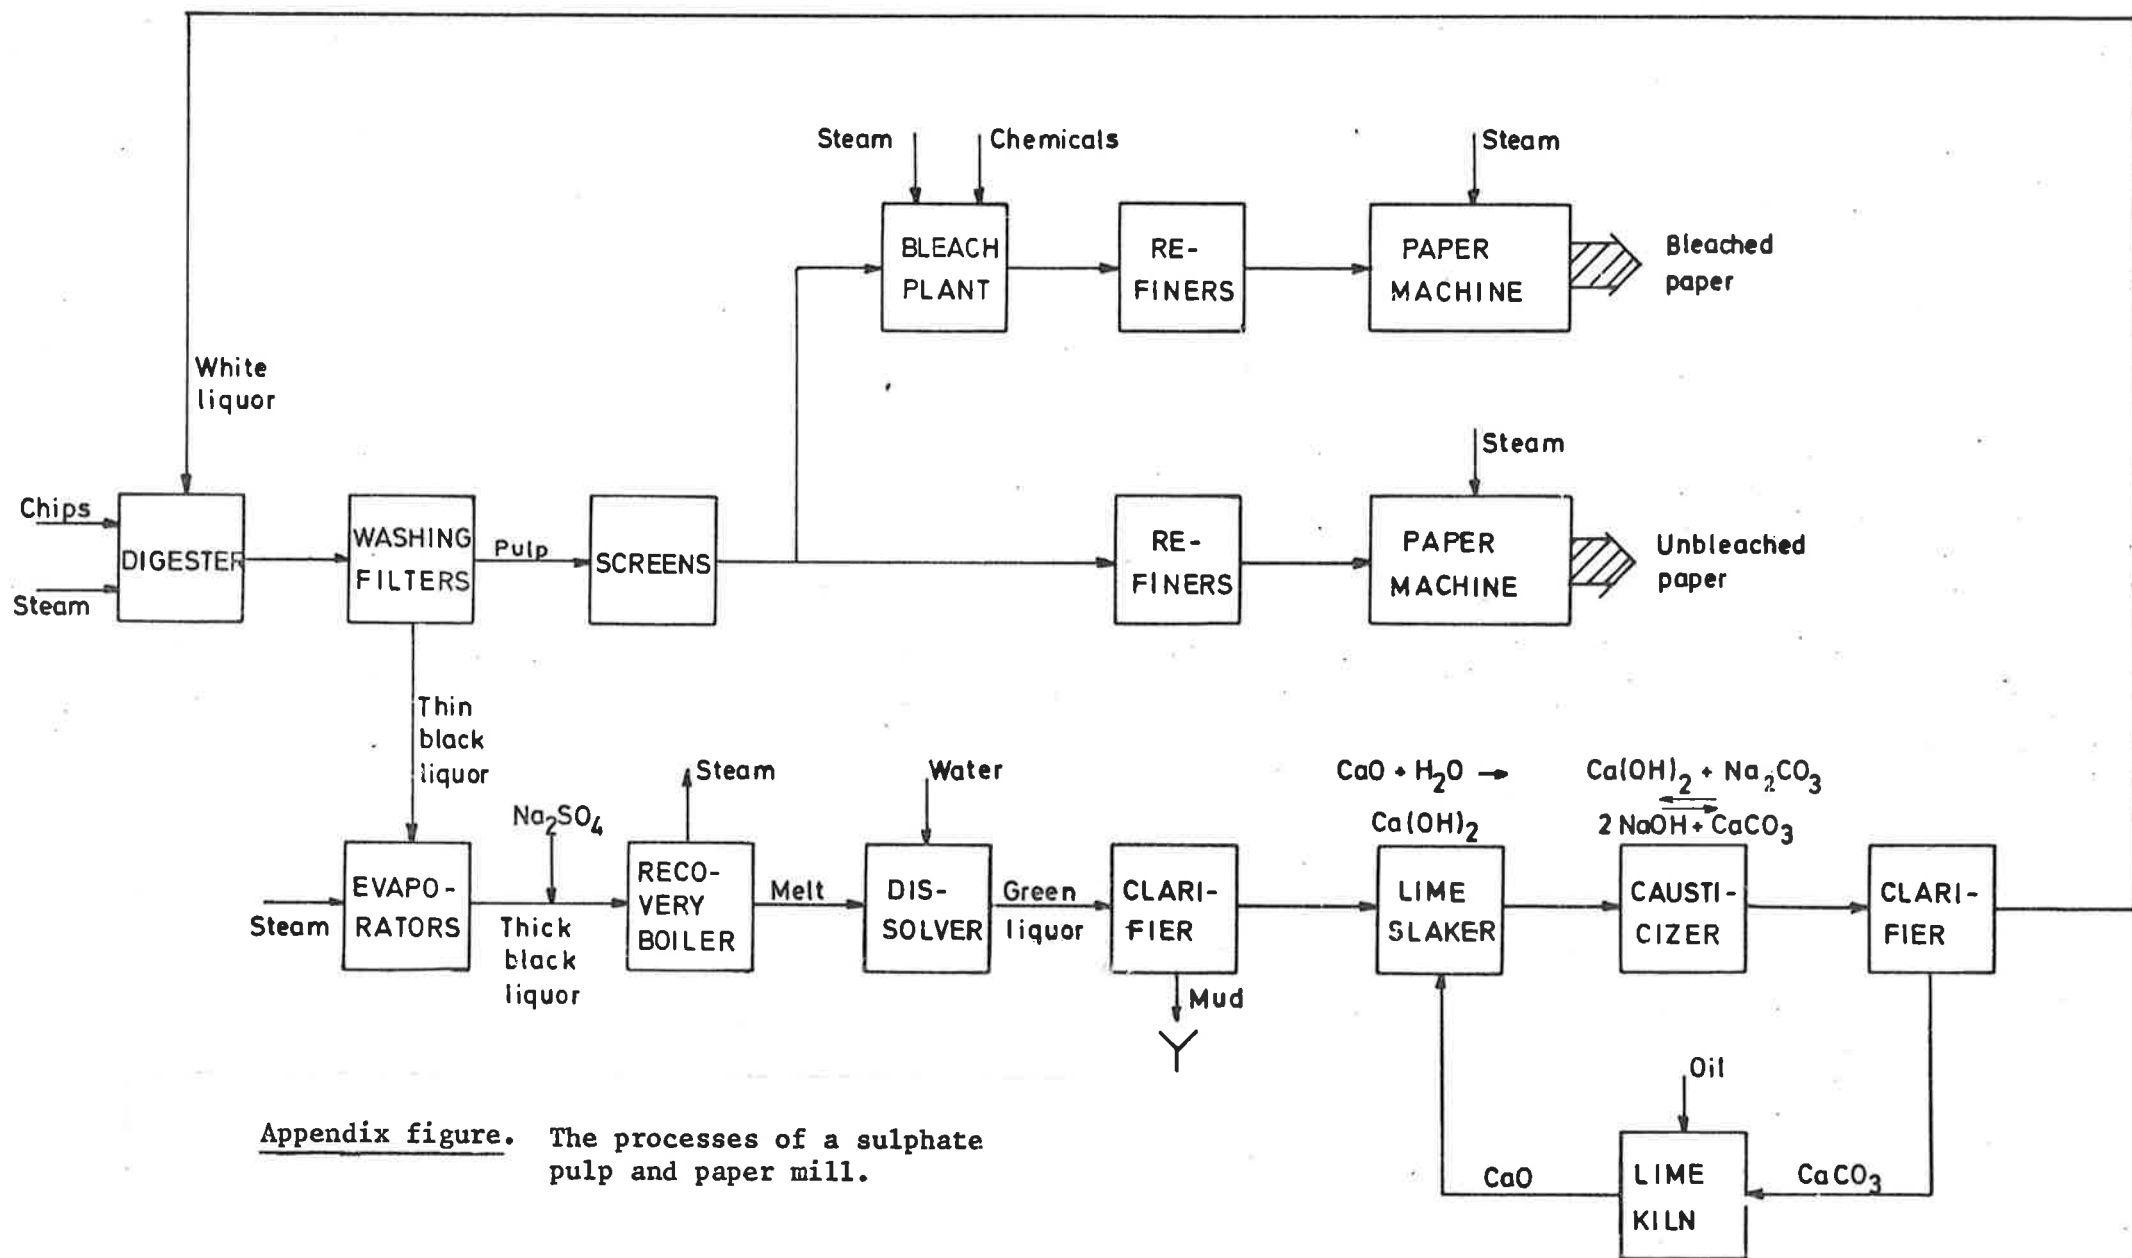 Steam
Chemicals
Steam
BLEACH
PLANT
RE-
FINERS
PAPER
MACHINE
Bleached
paper
White
liquor
Steam
Chips
Steam
DIGESTER
WASHING
FILTERS
Pulp
SCREENS
RE-
FINERS
PAPER
MACHINE
Unbleached
paper
Thin
black
liquor
Steam
EVAPO-
RATORS
Na₂SO₄
Thick
black
liquor
Steam
RECO-
VERY
BOILER
Melt
Water
DIS-
SOLVER
Green
liquor
CLARI-
FIER
Mud
CaO + H₂O →
Ca(OH)₂
LIME
SLAKER
Ca(OH)₂ + Na₂CO₃
⇄
2 NaOH + CaCO₃
CAUSTI-
CIZER
CLARI-
FIER
Oil
CaO
LIME
KILN
CaCO₃
Appendix figure. The processes of a sulphate
pulp and paper mill.